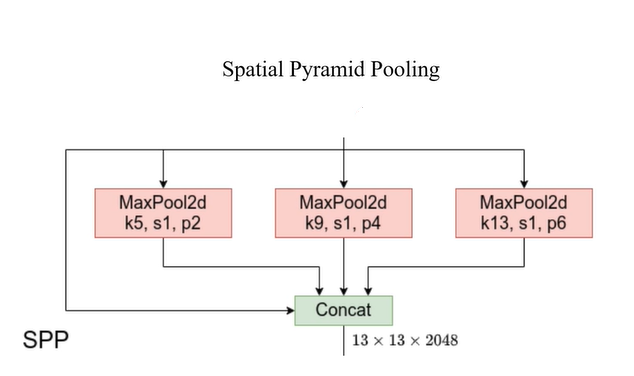 Spatial Pyramid Pooling
MaxPool2d
k5, s1, p2
MaxPool2d
k9, s1, p4
MaxPool2d
k13, s1, p6
Concat
SPP
13 × 13 × 2048